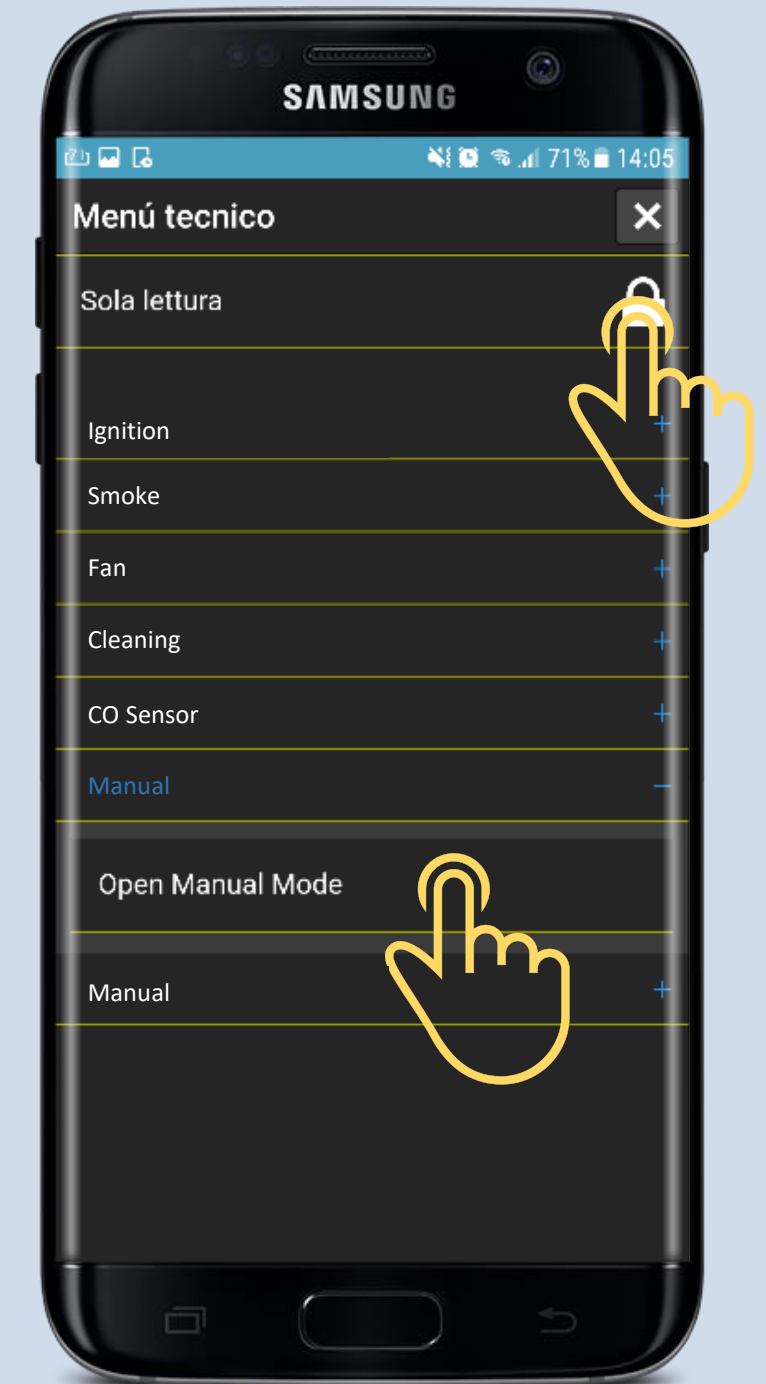 SAMSUNG
71% 14:05
Menú tecnico
Sola lettura
Ignition
Smoke
Fan
Cleaning
CO Sensor
Manual
Open Manual Mode
Manual